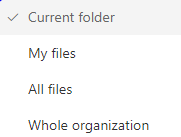 Current folder
My files
All files
Whole organization